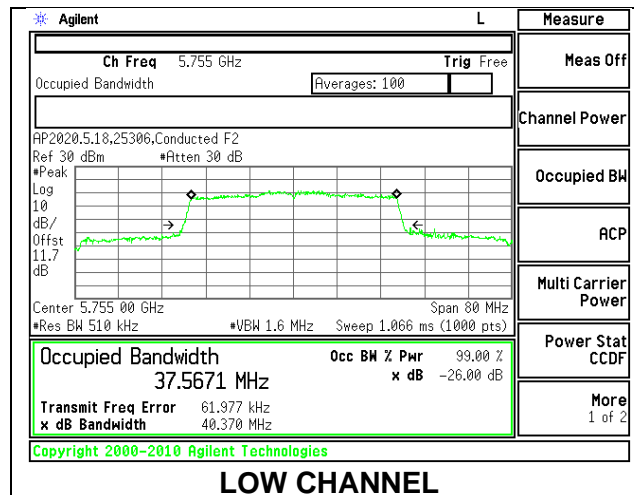 Agilent L Measure
Ch Freq 5.755 GHz Trig Free
Meas Off
Occupied Bandwidth Averages: 100
Channel Power
AP2020.5.18,25306,Conducted F2
Ref 30 dBm #Atten 30 dB
#Peak
Log
10
dB/
Offst
11.7
dB
Occupied BW
ACP
Multi Carrier
Power
Center 5.755 00 GHz Span 80 MHz
#Res BW 510 kHz #VBW 1.6 MHz Sweep 1.066 ms (1000 pts)
Power Stat
CCDF
Occupied Bandwidth Occ BW % Pwr 99.00 %
37.5671 MHz x dB -26.00 dB
Transmit Freq Error 61.977 kHz
x dB Bandwidth 40.370 MHz
More
1 of 2
Copyright 2000-2010 Agilent Technologies
LOW CHANNEL